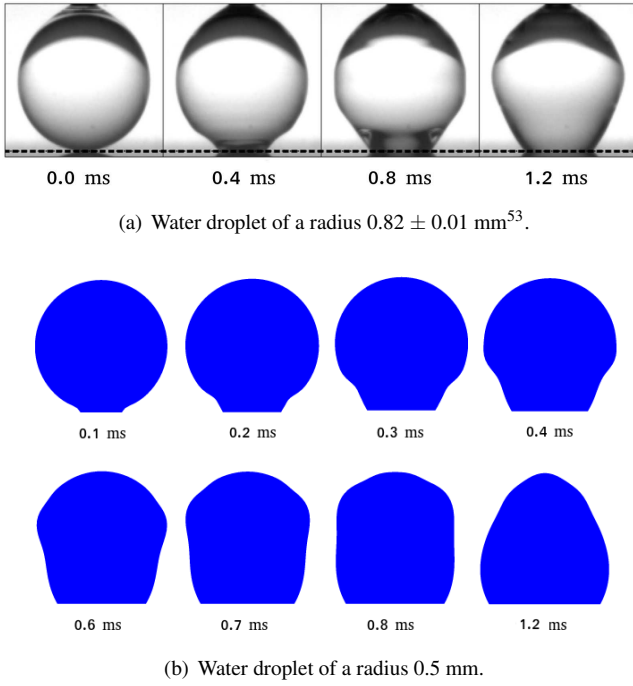 0.0 ms 0.4 ms 0.8 ms 1.2 ms
(a) Water droplet of a radius 0.82 ± 0.01 mm⁵³.
0.1 ms 0.2 ms 0.3 ms 0.4 ms
0.6 ms 0.7 ms 0.8 ms 1.2 ms
(b) Water droplet of a radius 0.5 mm.